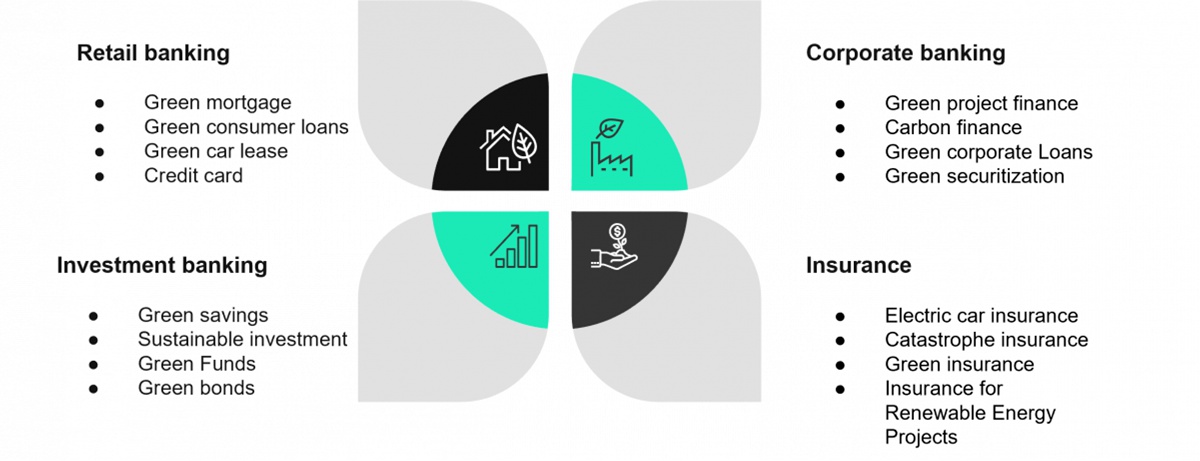 Retail banking
● Green mortgage
● Green consumer loans
● Green car lease
● Credit card
Corporate banking
● Green project finance
● Carbon finance
● Green corporate Loans
● Green securitization
Investment banking
● Green savings
● Sustainable investment
● Green Funds
● Green bonds
$
Insurance
● Electric car insurance
● Catastrophe insurance
● Green insurance
● Insurance for
Renewable Energy
Projects